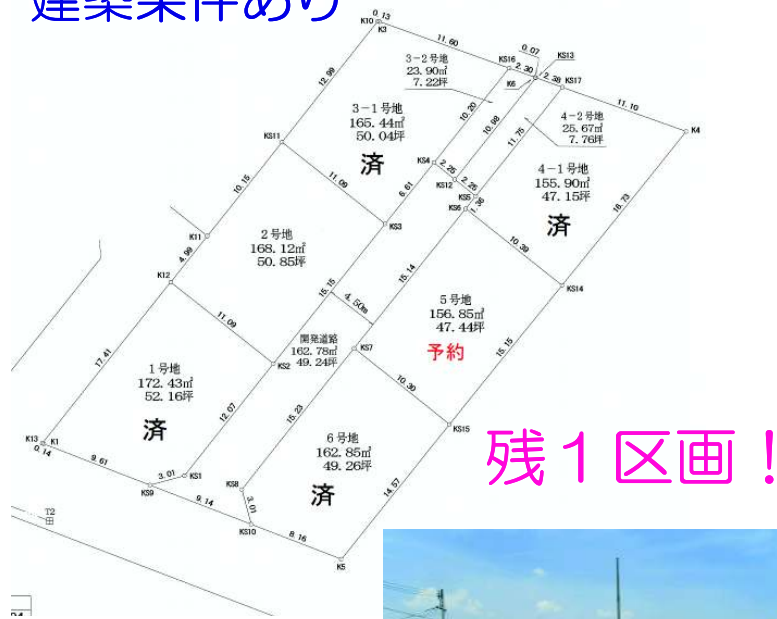 建築条件あり
0.13
K10
K3
11.60
0.07
KS16
KS13
2.30
K6
2.38
KS17
3-2号地
23.90㎡
7.22坪
12.99
11.10
3-1号地
165.44㎡
50.04坪
済
10.20
10.98
11.75
4-2号地
25.67㎡
7.76坪
K4
KS11
KS4
2.25
KS12
2.25
KS5
4-1号地
155.90㎡
47.15坪
済
16.73
10.15
11.09
6.61
KS6
1.36
KS3
10.39
K11
2号地
168.12㎡
50.85坪
4.99
15.15
15.14
K12
KS14
4.50m
5号地
156.85㎡
47.44坪
予約
11.09
開発道路
162.78㎡
49.24坪
KS7
15.15
KS2
17.41
1号地
172.43㎡
52.16坪
済
12.07
15.23
10.39
KS15
K13
K1
0.14
9.61
6号地
162.85㎡
49.26坪
済
残1区画!
3.01
KS1
KS9
KS8
3.01
9.14
KS10
14.57
8.16
T2
K5